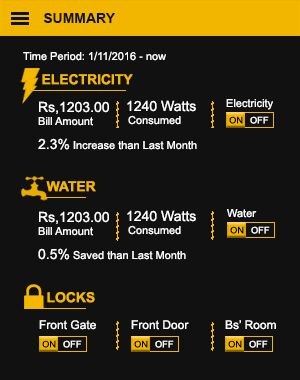 SUMMARY
Time Period: 1/11/2016 - now
ELECTRICITY
Rs,1203.00 1240 Watts Electricity
Bill Amount Consumed ON OFF
2.3% Increase than Last Month
WATER
Rs,1203.00 1240 Watts Water
Bill Amount Consumed ON OFF
0.5% Saved than Last Month
LOCKS
Front Gate Front Door Bs' Room
ON OFF ON OFF ON OFF